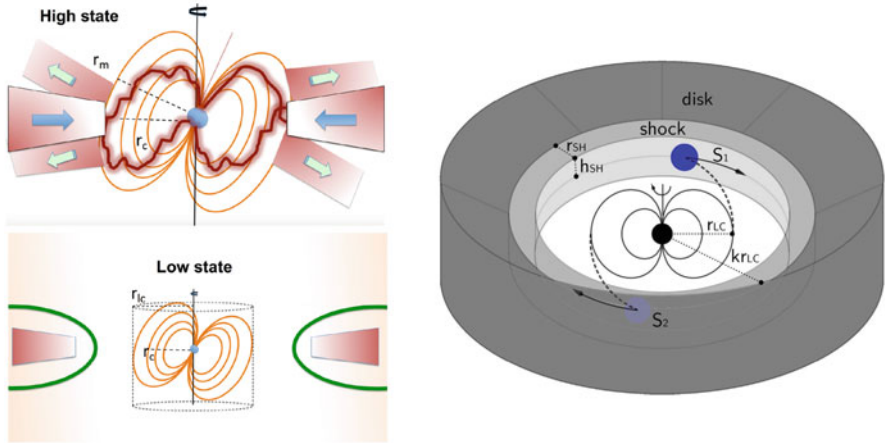 High state
r_m
r_c
Low state
r_lc
r_c
disk
shock
r_SH
h_SH
S_1
r_LC
kr_LC
S_2